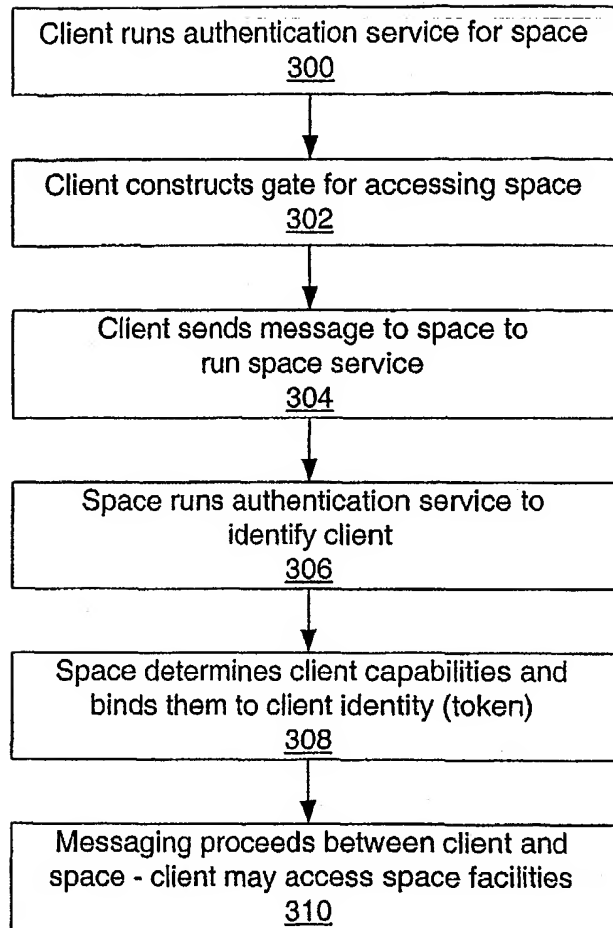 Client runs authentication service for space
300
Client constructs gate for accessing space
302
Client sends message to space to
run space service
304
Space runs authentication service to
identify client
306
Space determines client capabilities and
binds them to client identity (token)
308
Messaging proceeds between client and
space - client may access space facilities
310